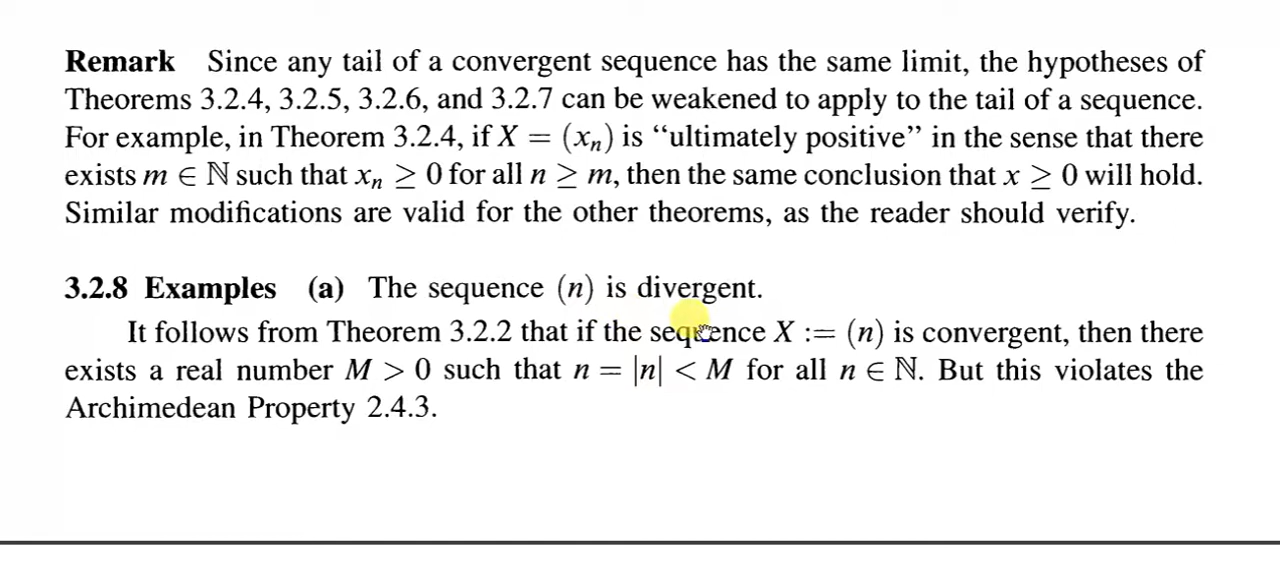 Remark Since any tail of a convergent sequence has the same limit, the hypotheses of
Theorems 3.2.4, 3.2.5, 3.2.6, and 3.2.7 can be weakened to apply to the tail of a sequence.
For example, in Theorem 3.2.4, if X = (xₙ) is “ultimately positive” in the sense that there
exists m ∈ ℕ such that xₙ ≥ 0 for all n ≥ m, then the same conclusion that x ≥ 0 will hold.
Similar modifications are valid for the other theorems, as the reader should verify.
3.2.8 Examples (a) The sequence (n) is divergent.
It follows from Theorem 3.2.2 that if the sequence X := (n) is convergent, then there
exists a real number M > 0 such that n = |n| < M for all n ∈ ℕ. But this violates the
Archimedean Property 2.4.3.